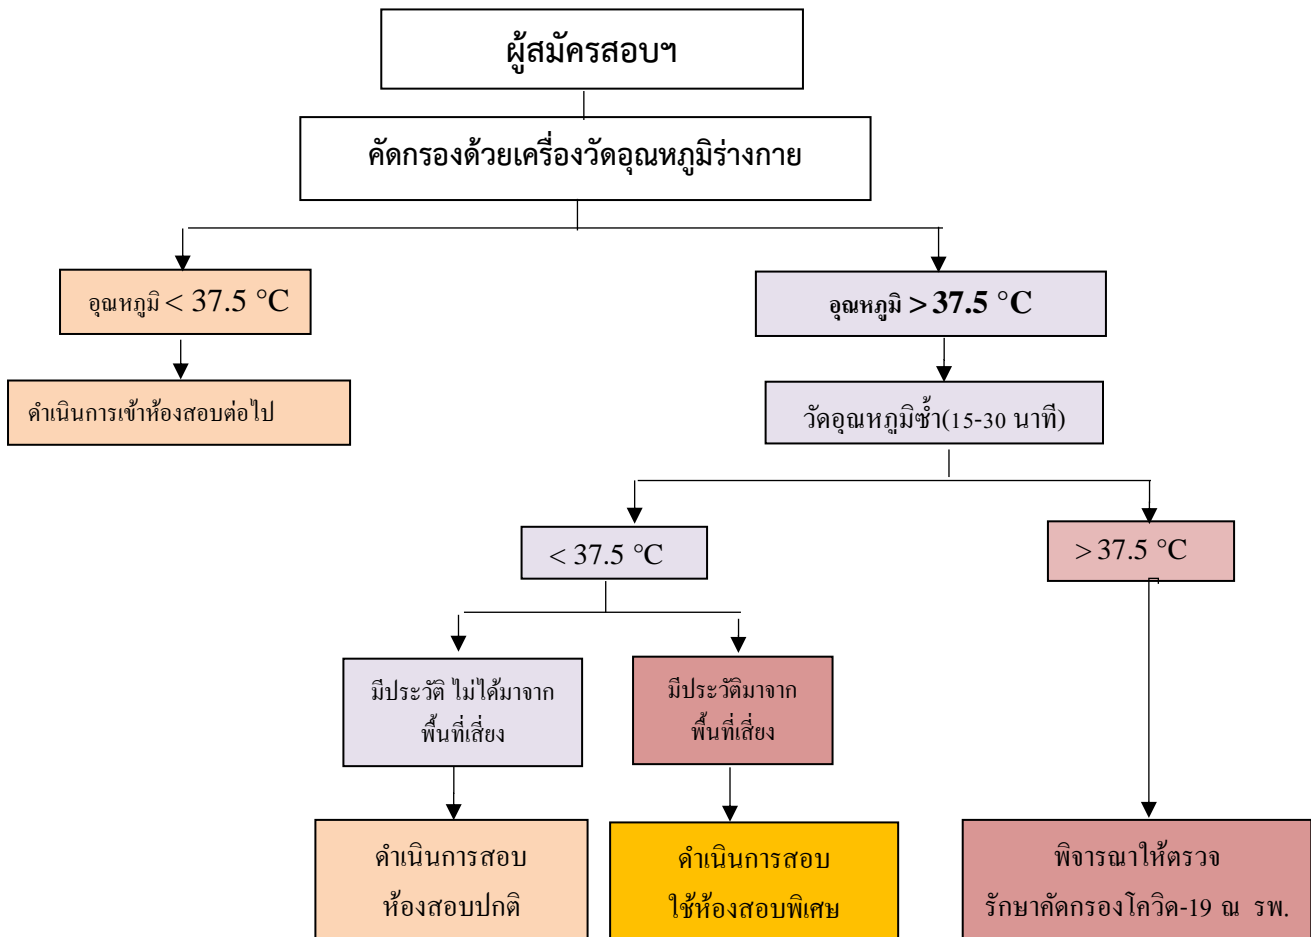 ผู้สมัครสอบฯ
คัดกรองด้วยเครื่องวัดอุณหภูมิร่างกาย
อุณหภูมิ < 37.5 °C
อุณหภูมิ > 37.5 °C
ดำเนินการเข้าห้องสอบต่อไป
วัดอุณหภูมิซ้ำ(15-30 นาที)
< 37.5 °C
> 37.5 °C
มีประวัติ ไม่ได้มาจาก
พื้นที่เสี่ยง
มีประวัติมาจาก
พื้นที่เสี่ยง
ดำเนินการสอบ
ห้องสอบปกติ
ดำเนินการสอบ
ใช้ห้องสอบพิเศษ
พิจารณาให้ตรวจ
รักษาคัดกรองโควิด-19 ณ รพ.